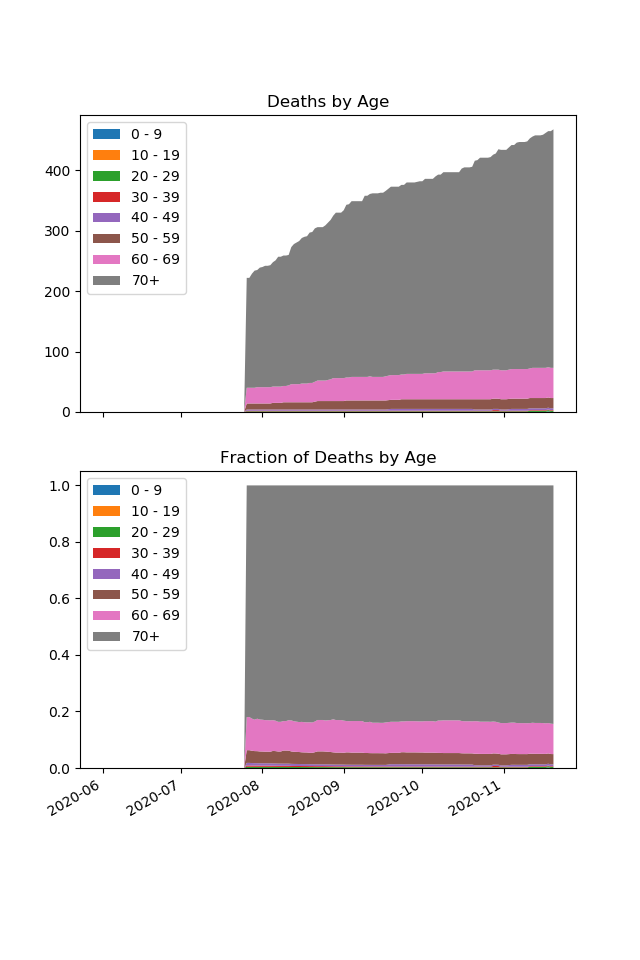 Deaths by Age
0 - 9
10 - 19
20 - 29
30 - 39
40 - 49
50 - 59
60 - 69
70+
400
300
200
100
0
Fraction of Deaths by Age
0 - 9
10 - 19
20 - 29
30 - 39
40 - 49
50 - 59
60 - 69
70+
1.0
0.8
0.6
0.4
0.2
0.0
2020-06
2020-07
2020-08
2020-09
2020-10
2020-11